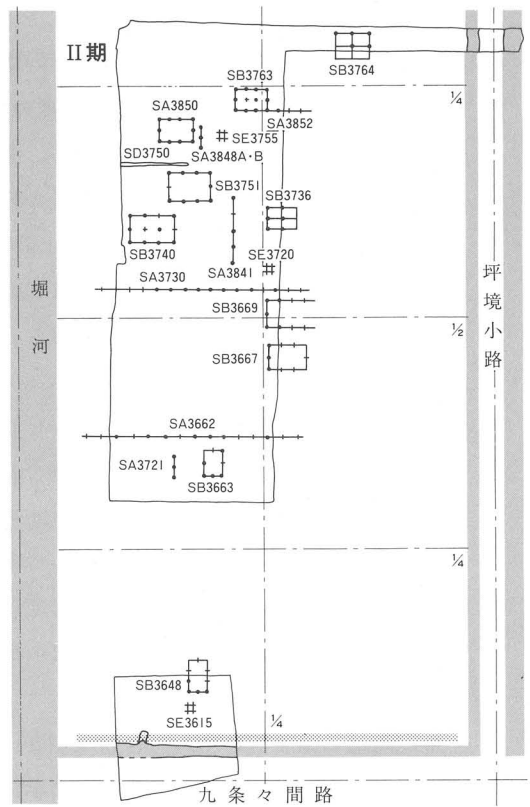 II期
SB3763
SB3764
1/4
SA3850
SA3852
SE3755
SD3750
SA3848A・B
SB3751
SB3736
SB3740
SE3720
SA3841
SA3730
SB3669
堀河
坪境小路
1/2
SB3667
SA3662
SA3721
SB3663
1/4
SB3648
SE3615
1/4
九条々間路